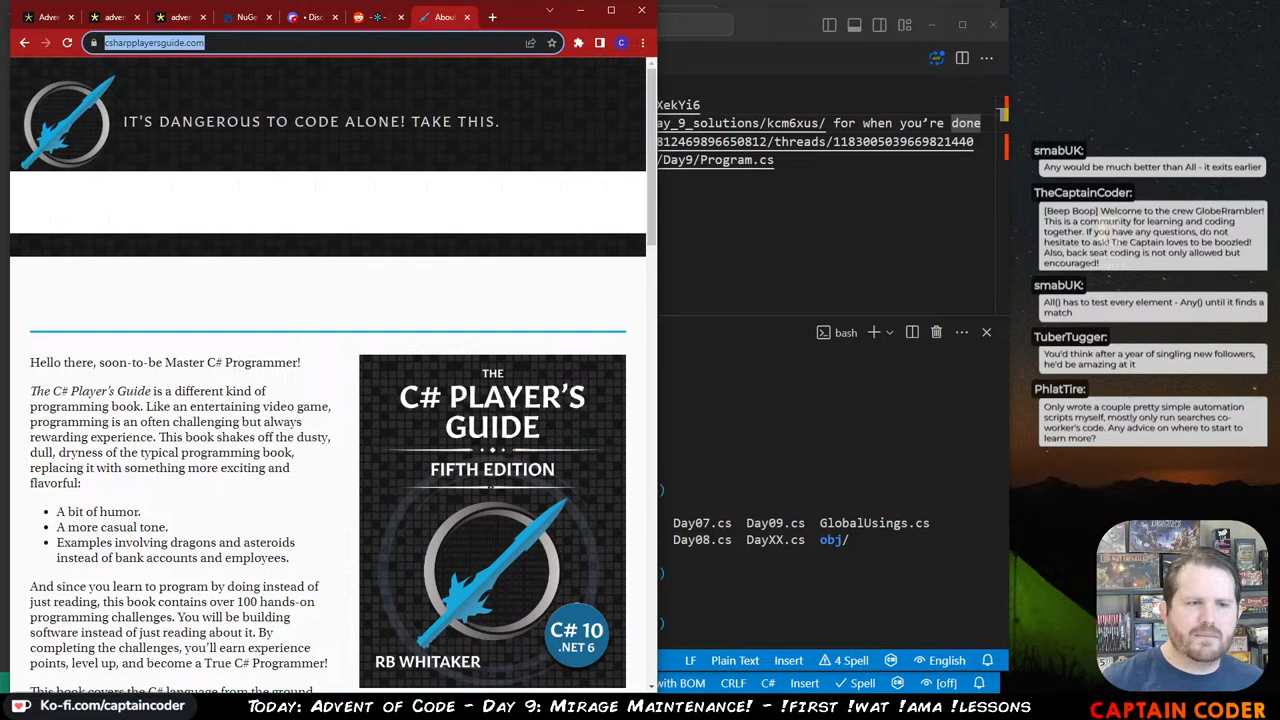 Adver
adver
adver
NuGe
Disc
About
csharpplayersguide.com
C
IT'S DANGEROUS TO CODE ALONE! TAKE THIS.
Hello there, soon-to-be Master C# Programmer!
The C# Player's Guide is a different kind of
programming book. Like an entertaining video game,
programming is an often challenging but always
rewarding experience. This book shakes off the dusty,
dull, dryness of the typical programming book,
replacing it with something more exciting and
flavorful:
A bit of humor.
A more casual tone.
Examples involving dragons and asteroids
instead of bank accounts and employees.
And since you learn to program by doing instead of
just reading, this book contains over 100 hands-on
programming challenges. You will be building
software instead of just reading about it. By
completing the challenges, you'll earn experience
points, level up, and become a True C# Programmer!
This book covers the C# language from the ground
THE
C# PLAYER'S
GUIDE
FIFTH EDITION
C# 10
.NET 6
RB WHITAKER
XekYi6
ay_9_solutions/kcm6xus/ for when you're done
812469896650812/threads/1183005039669821440
/Day9/Program.cs
bash
Day07.cs Day09.cs GlobalUsings.cs
Day08.cs DayXX.cs obj/
LF Plain Text Insert 4 Spell English
with BOM CRLF C# Insert Spell [off]
smabUK:
Any would be much better than All - it exits earlier
TheCaptainCoder:
[Beep Boop] Welcome to the crew GlobeRrambler!
This is a community for learning and coding
together. If you have any questions, do not
hesitate to ask! The Captain loves to be boozled!
Also, back seat coding is not only allowed but
encouraged!
smabUK:
All() has to test every element - Any() until it finds a
match
TuberTugger:
You'd think after a year of singling new followers,
he'd be amazing at it
PhlatTire:
Only wrote a couple pretty simple automation
scripts myself, mostly only run searches co-
worker's code. Any advice on where to start to
learn more?
Ko-fi.com/captaincoder
Today: Advent of Code - Day 9: Mirage Maintenance! - !first !wat !ama !lessons
CAPTAIN CODER